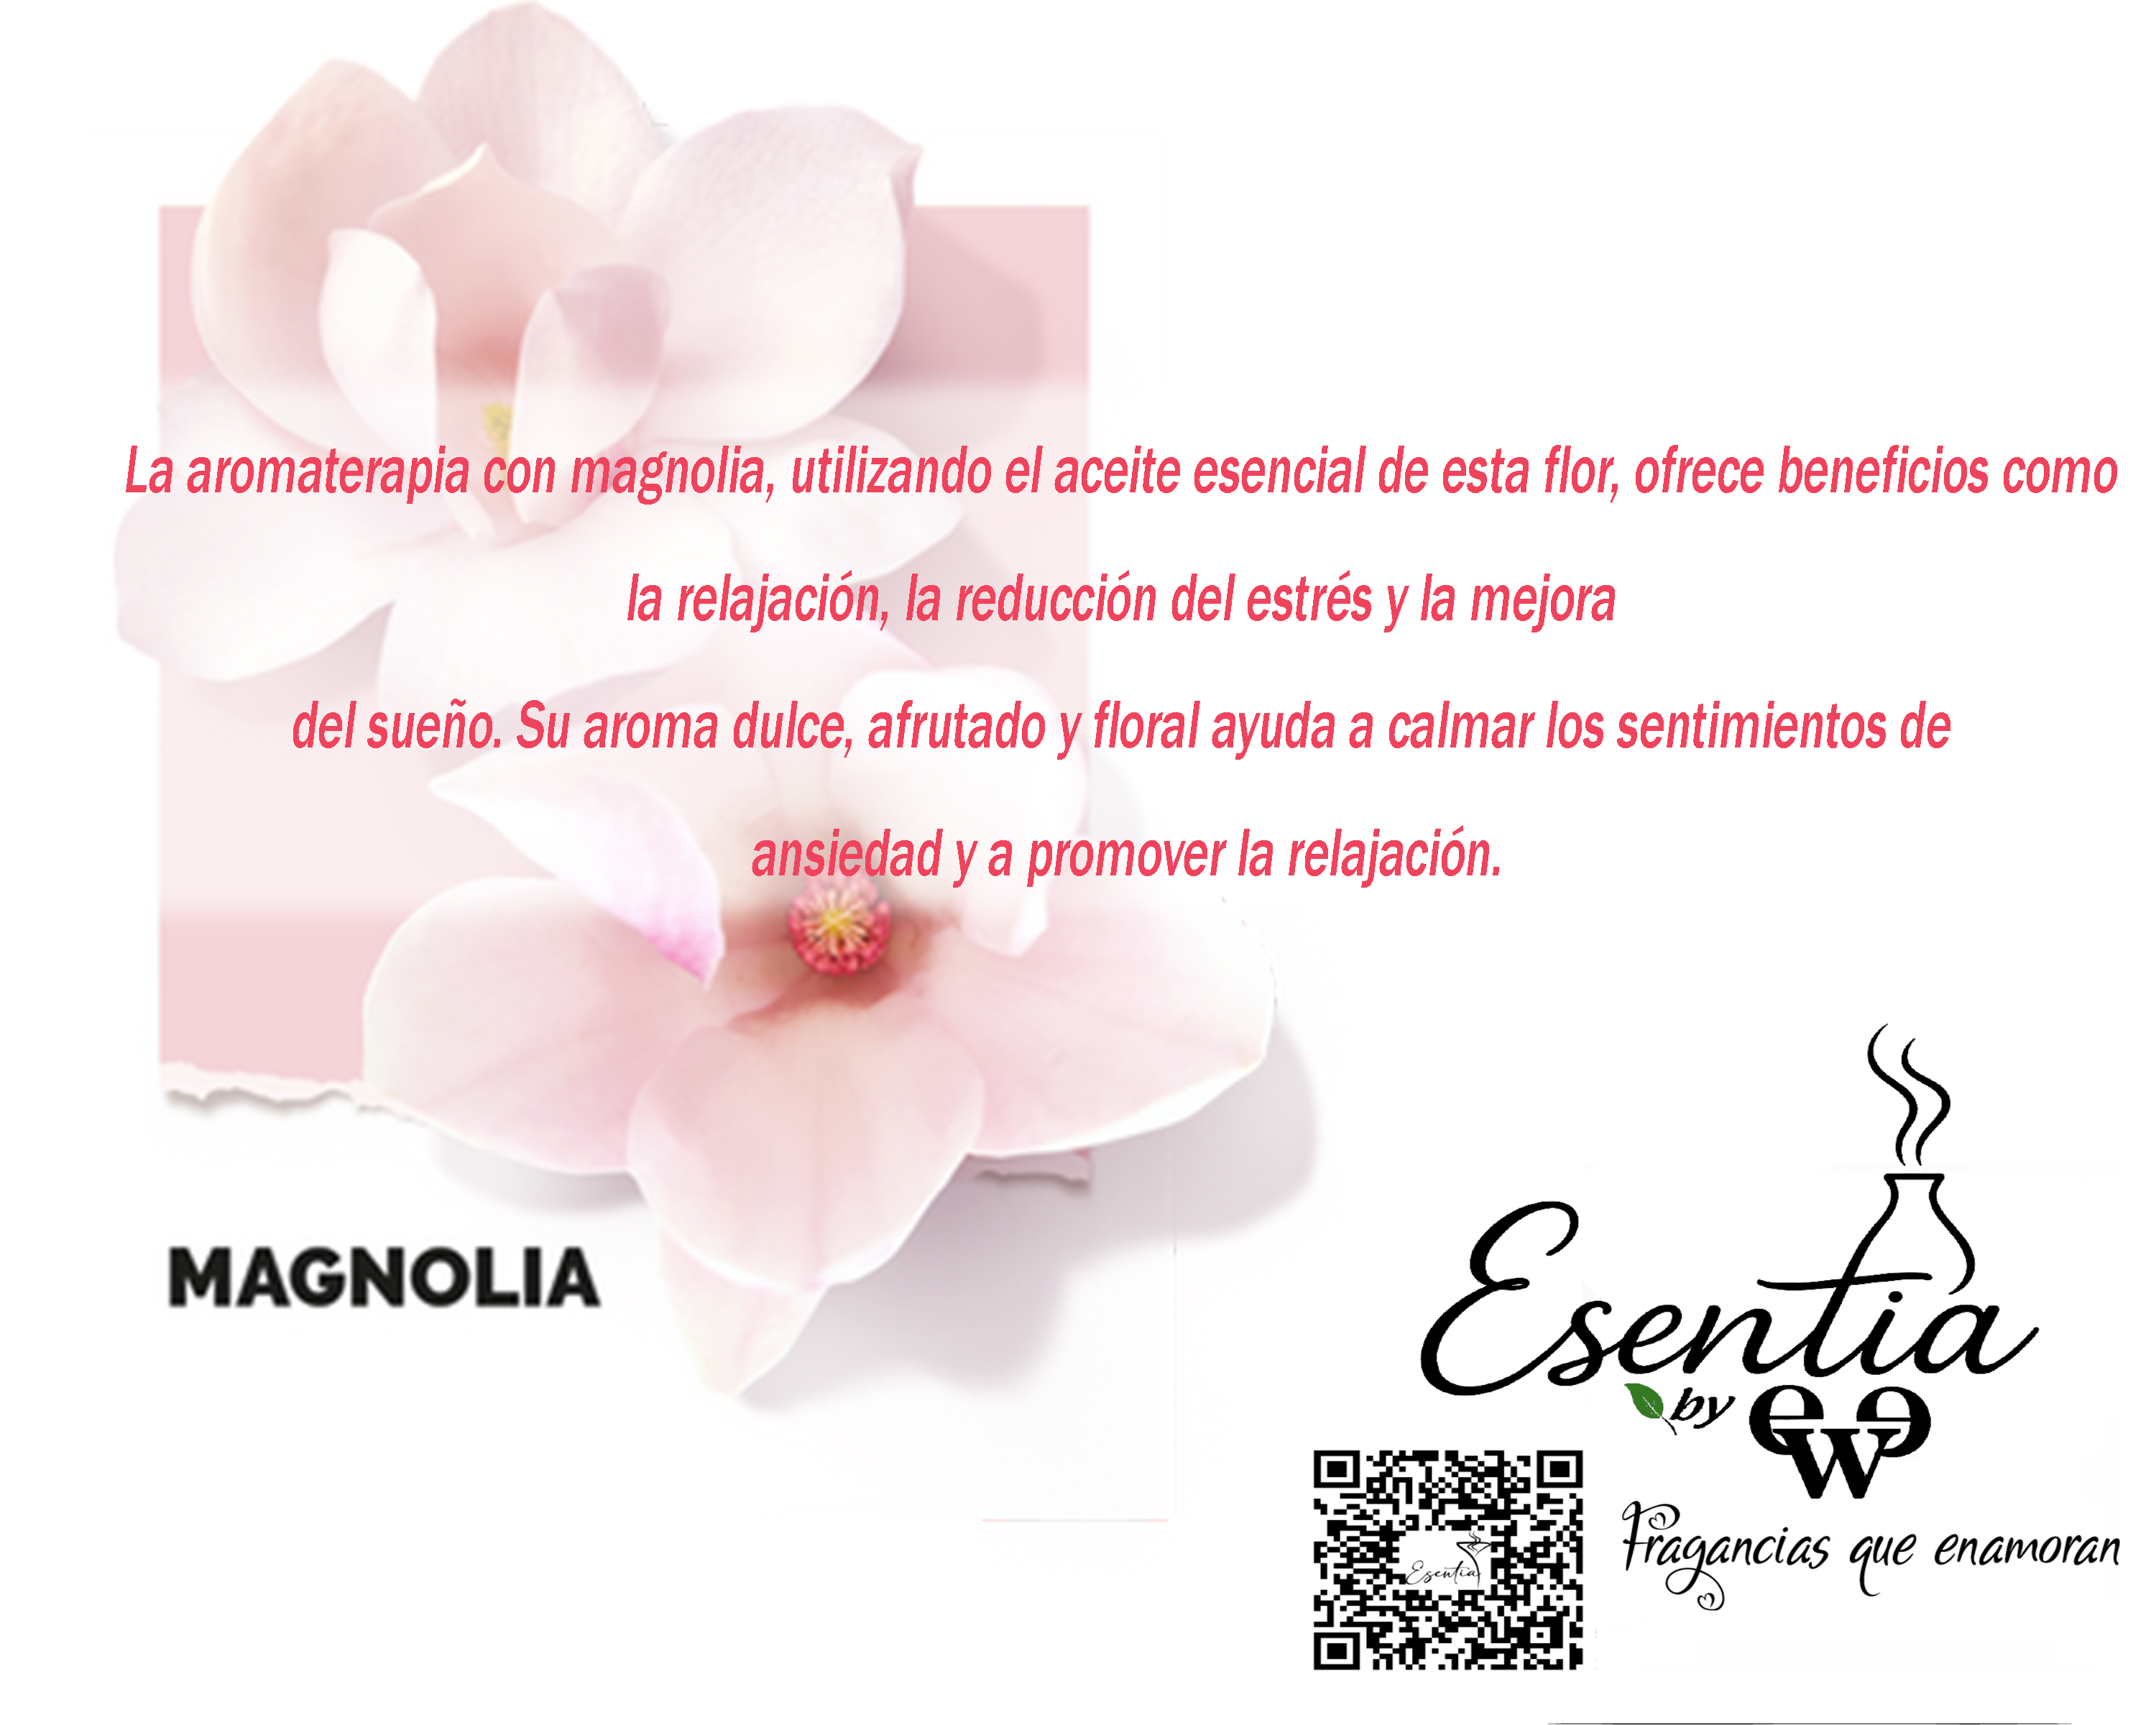 La aromaterapia con magnolia, utilizando el aceite esencial de esta flor, ofrece beneficios como
la relajación, la reducción del estrés y la mejora
del sueño. Su aroma dulce, afrutado y floral ayuda a calmar los sentimientos de
ansiedad y a promover la relajación.
MAGNOLIA
Esentia
by ewe
Esentia
Fragancias que enamoran